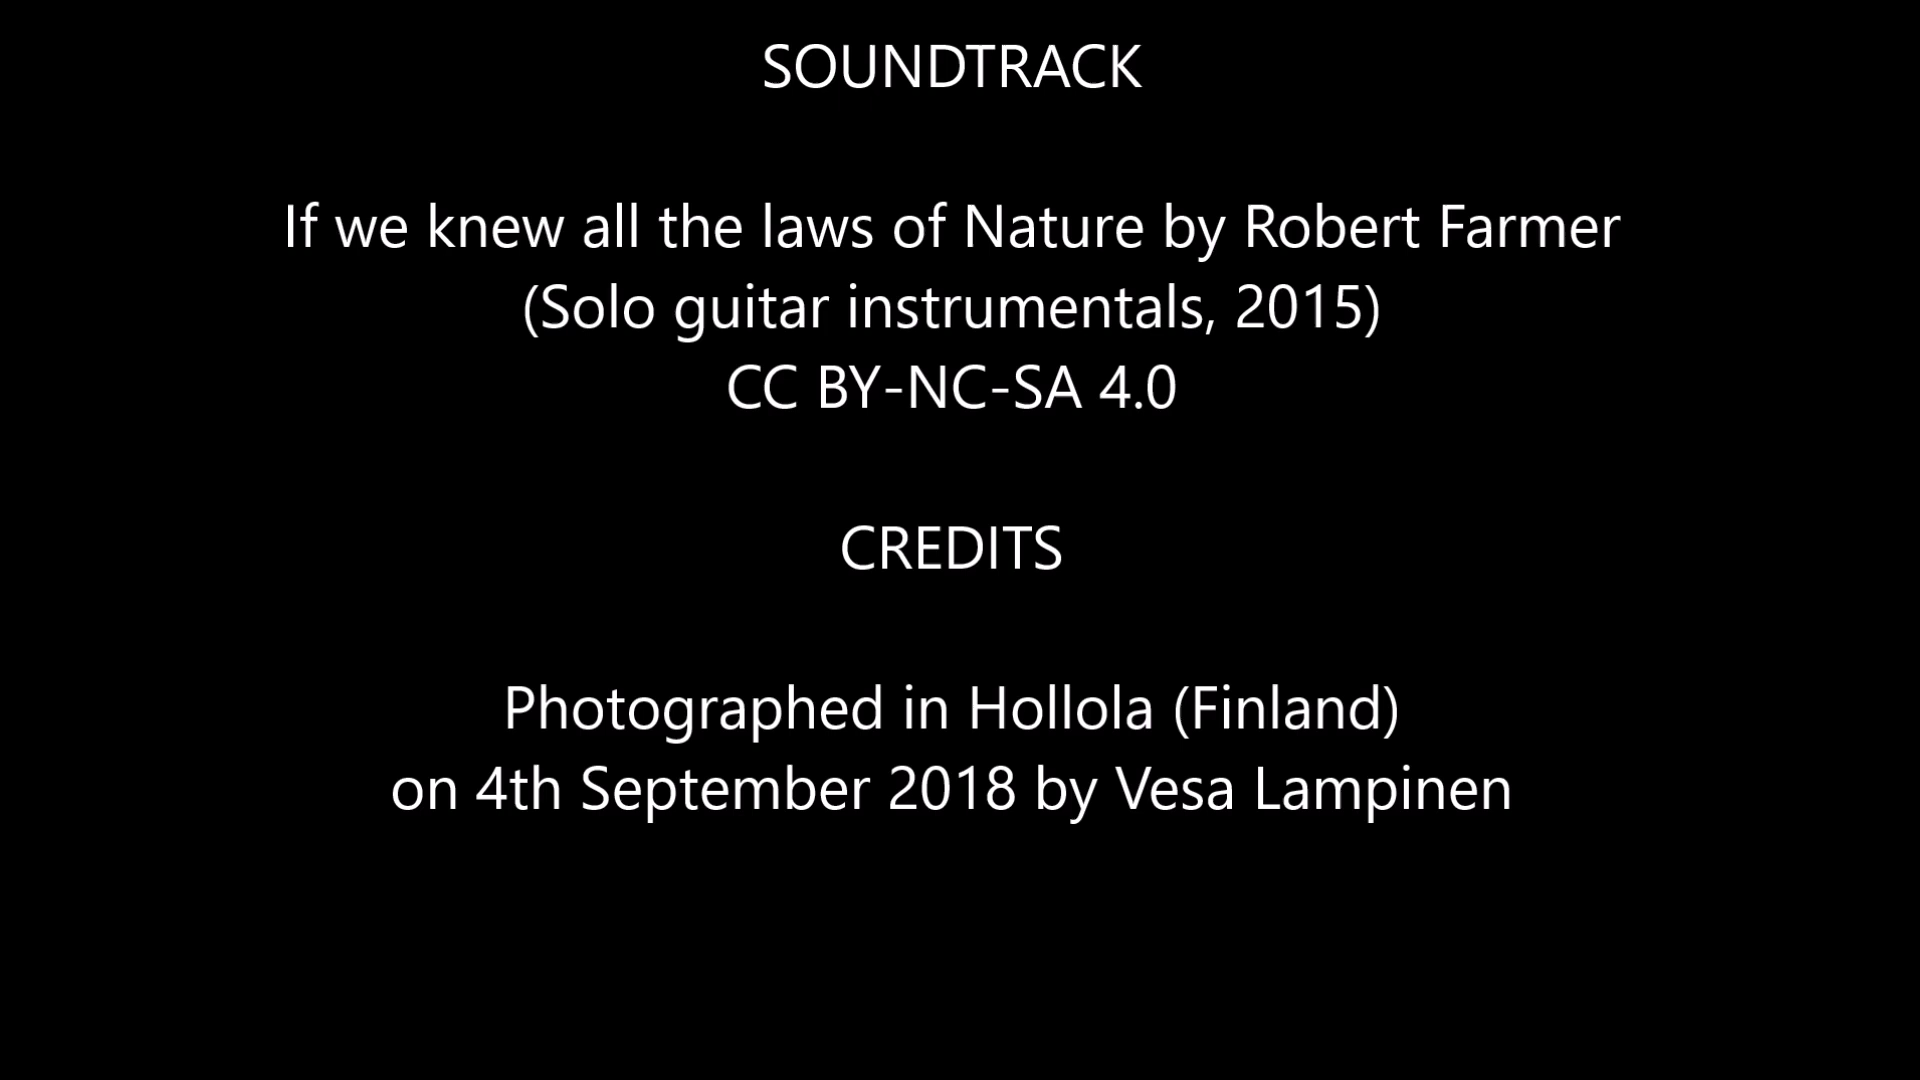 SOUNDTRACK
If we knew all the laws of Nature by Robert Farmer
(Solo guitar instrumentals, 2015)
CC BY-NC-SA 4.0
CREDITS
Photographed in Hollola (Finland)
on 4th September 2018 by Vesa Lampinen